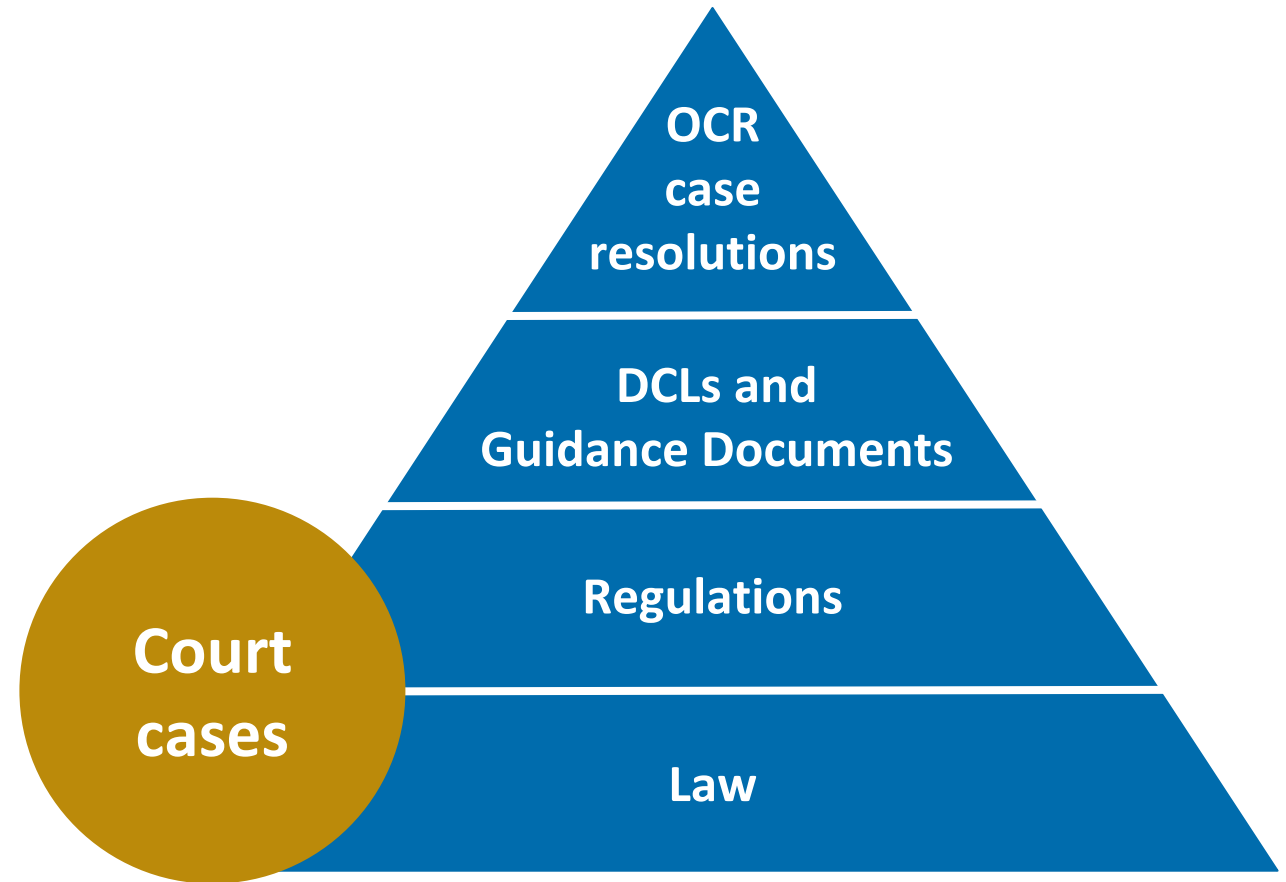 OCR
case
resolutions
DCLs and
Guidance Documents
Regulations
Court
cases
Law